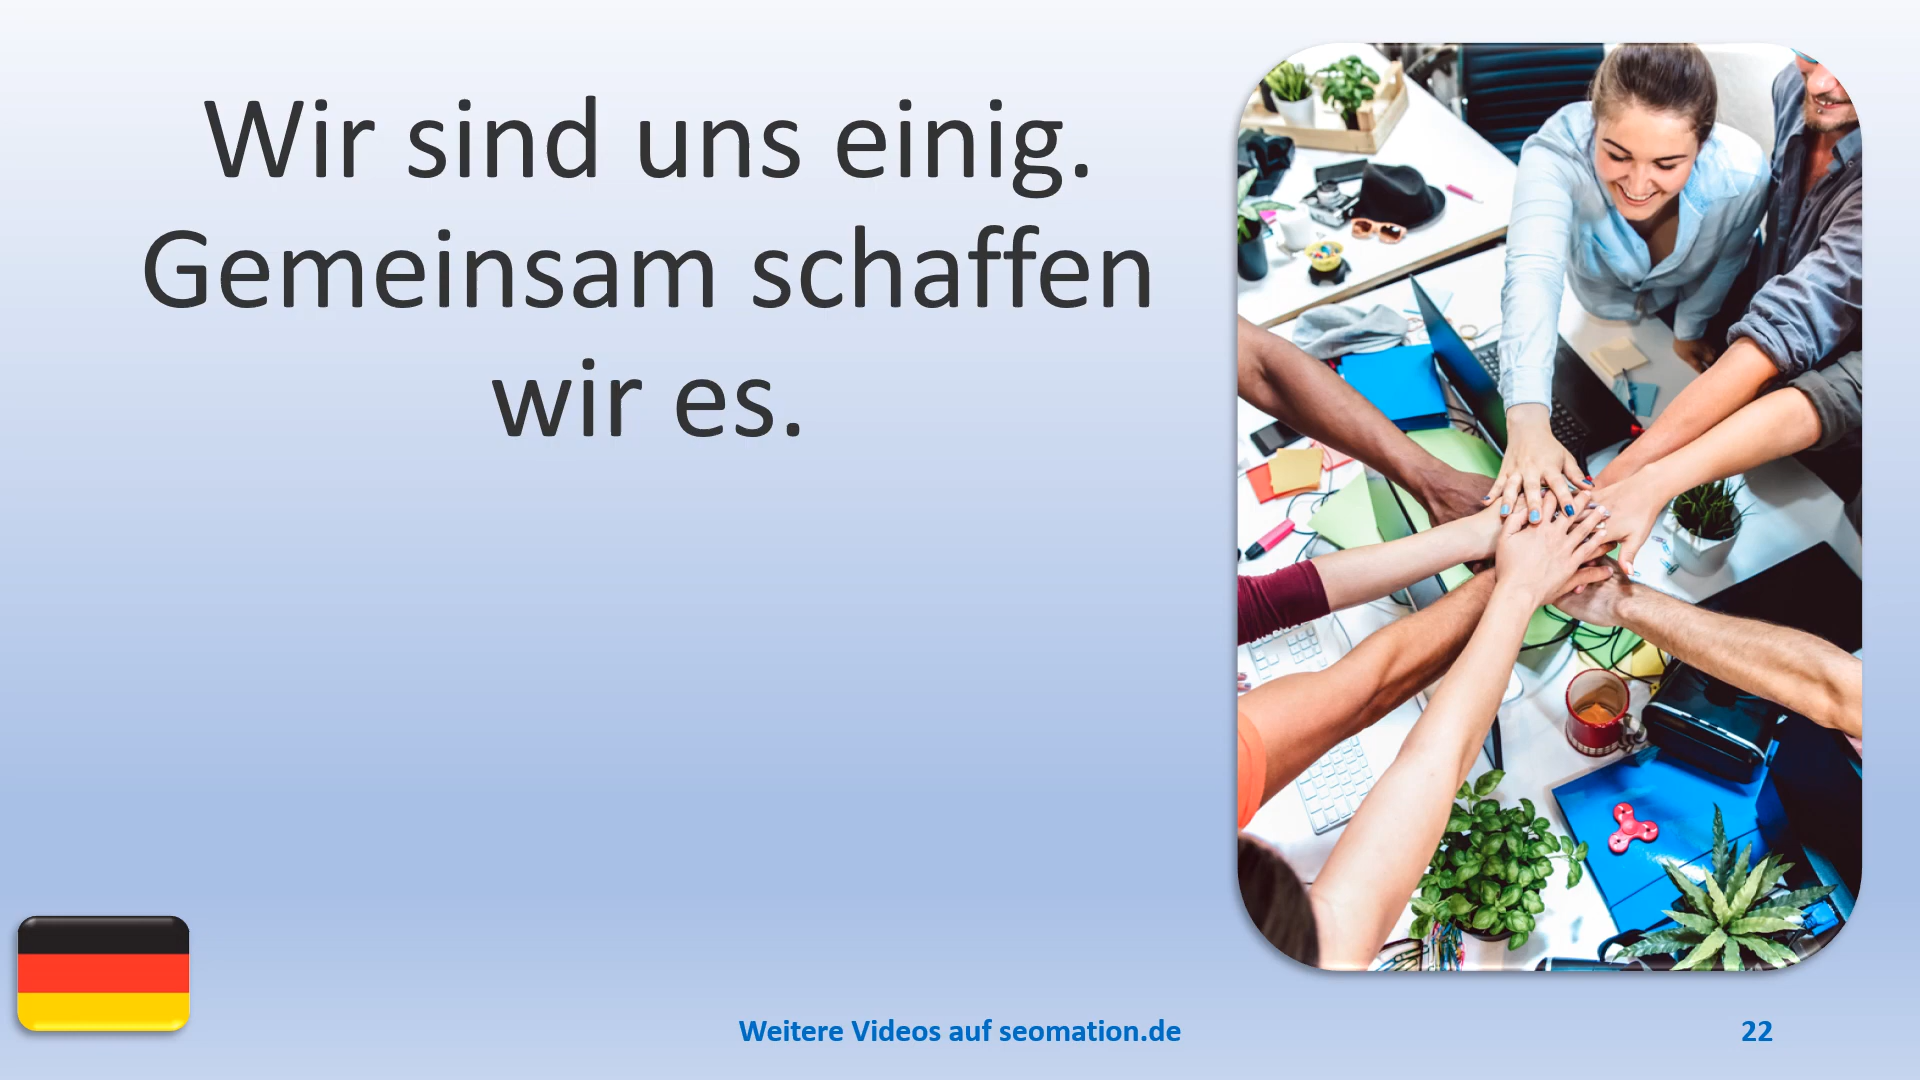 Wir sind uns einig.
Gemeinsam schaffen
wir es.
Weitere Videos auf seomation.de
22